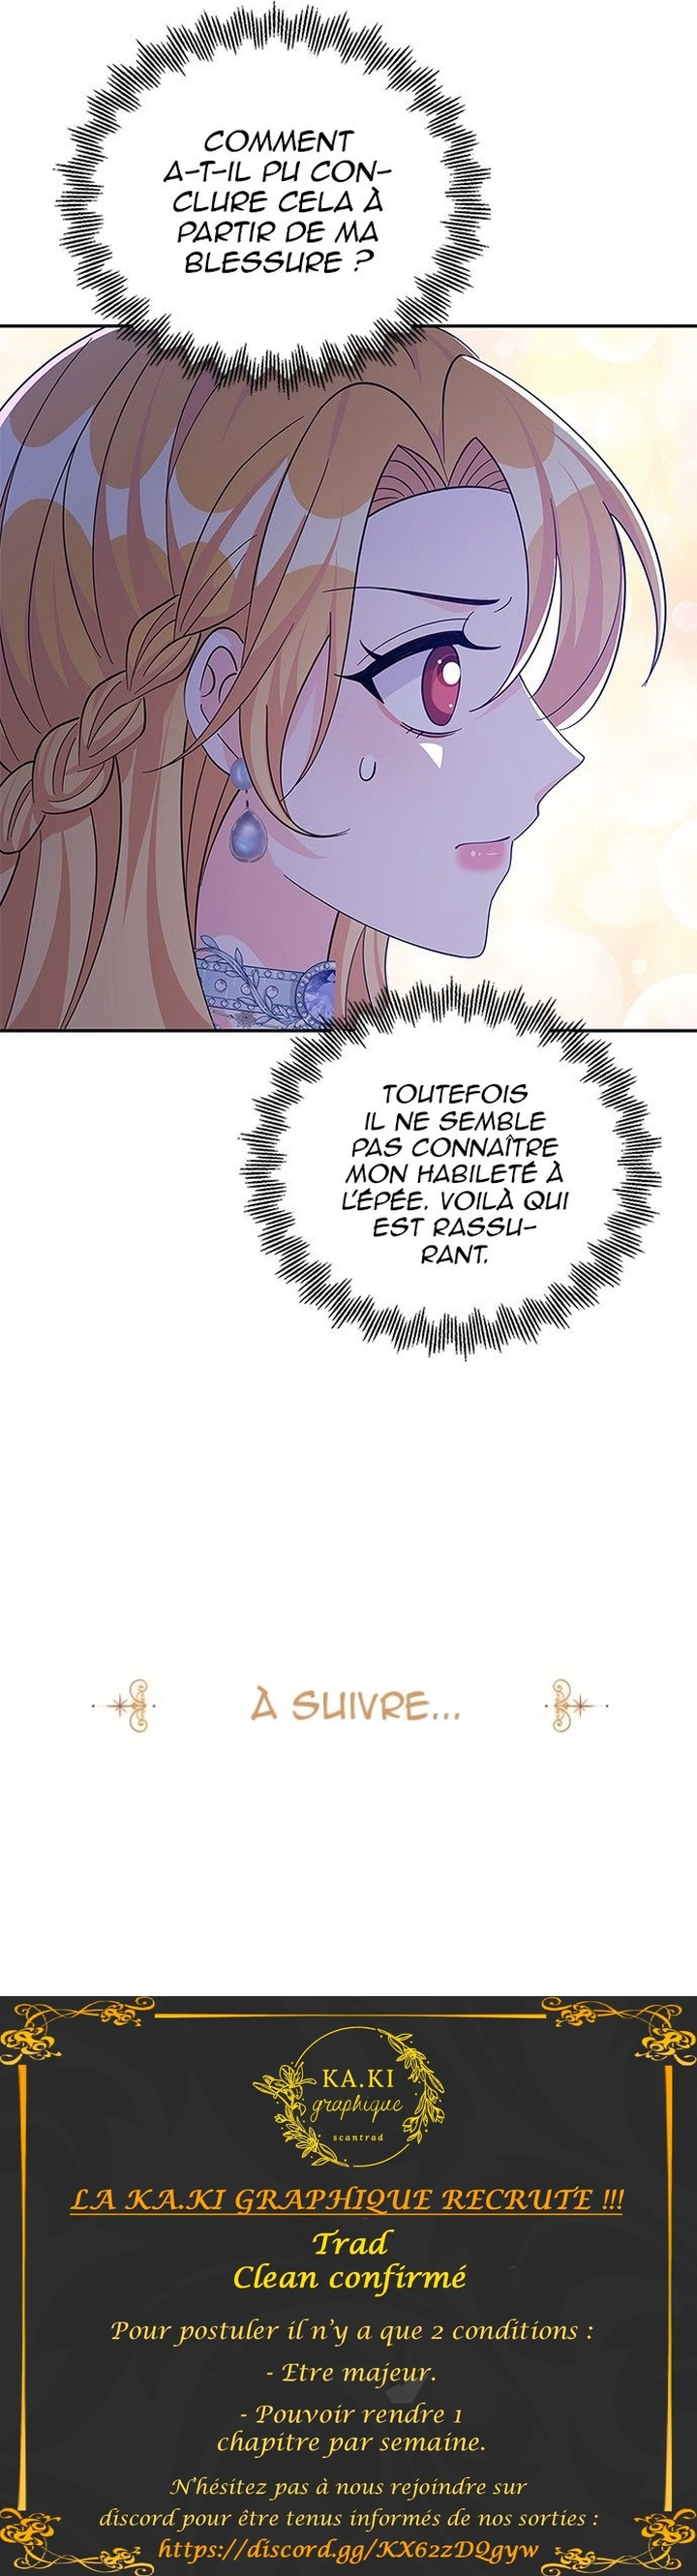 COMMENT
A-T-IL PU CON-
CLURE CELA À
PARTIR DE MA
BLESSURE ?
TOUTEFOIS
IL NE SEMBLE
PAS CONNAÎTRE
MON HABILETÉ À
L'ÉPÉE. VOILÀ QUI
EST RASSU-
RANT.
À SUIVRE...
KA.KI
graphique
scantrad
LA KA.KI GRAPHIQUE RECRUTE !!!
Trad
Clean confirmé
Pour postuler il n'y a que 2 conditions :
- Etre majeur.
- Pouvoir rendre 1
chapitre par semaine.
N'hésitez pas à nous rejoindre sur
discord pour être tenus informés de nos sorties :
https://discord.gg/KX62zDQgyw